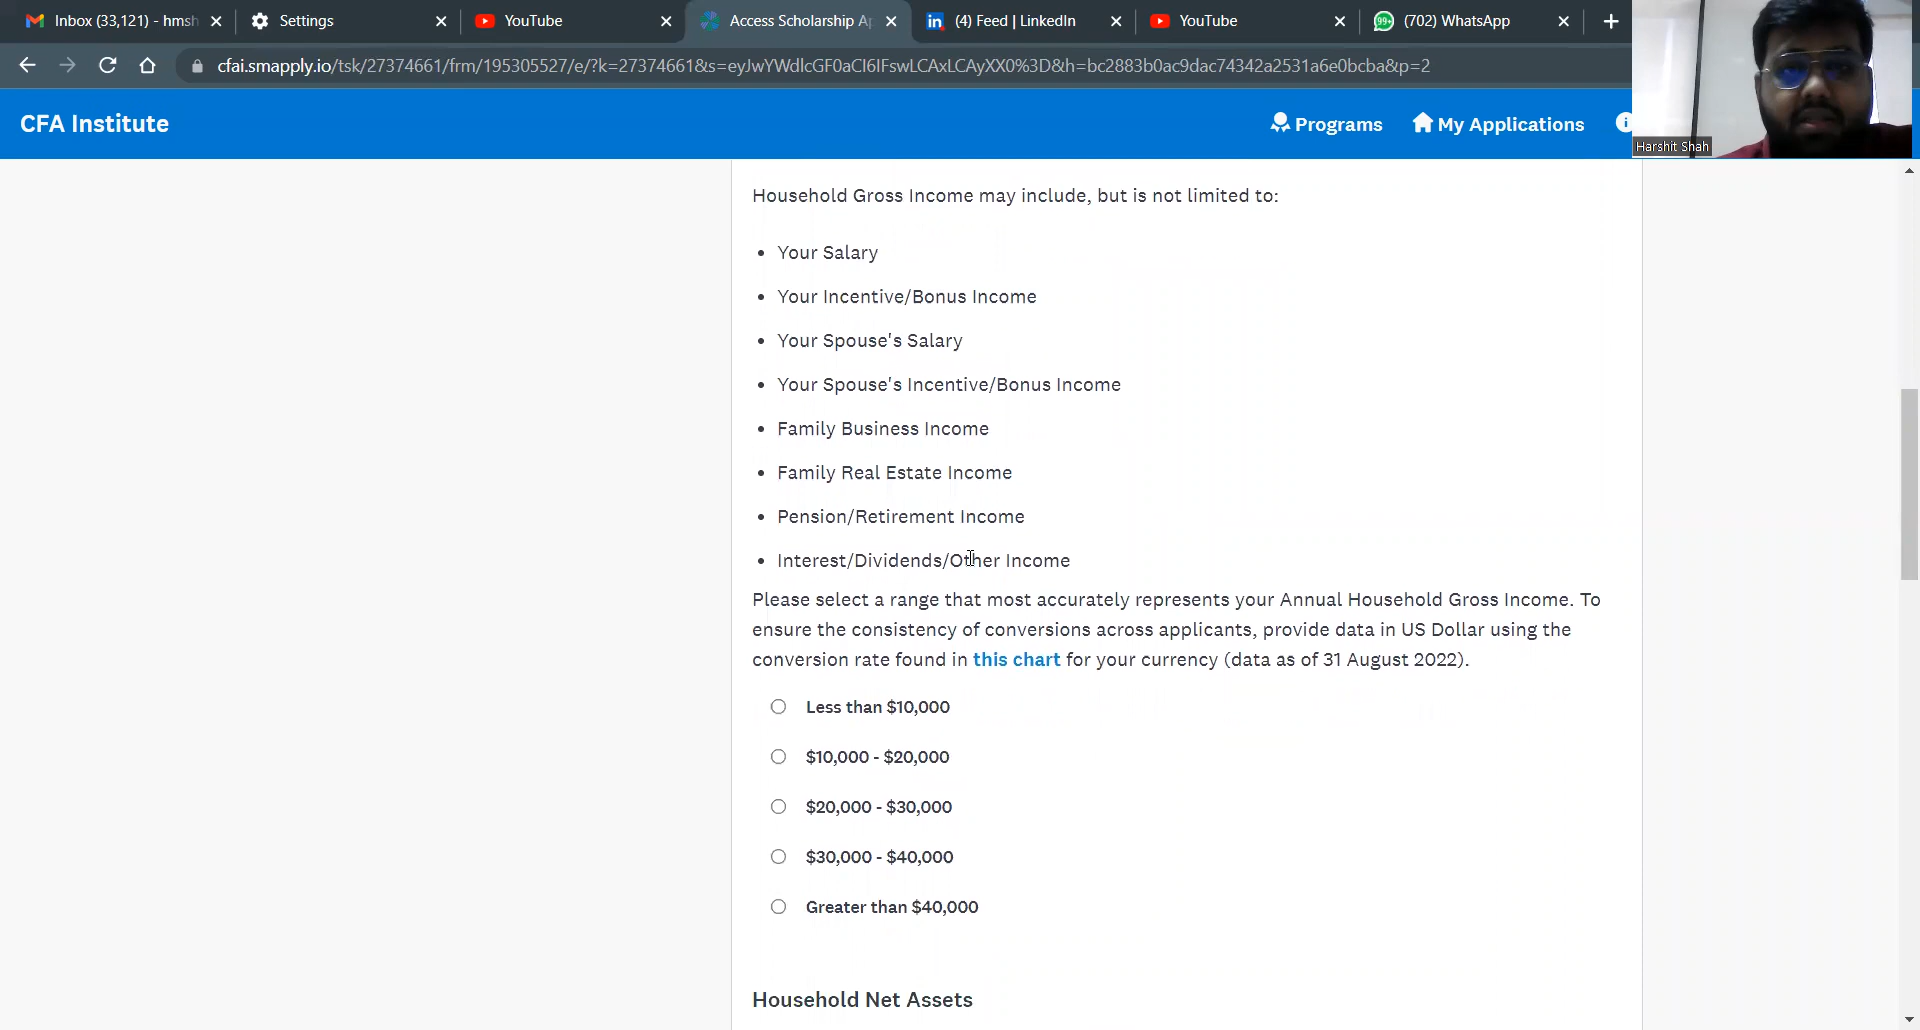 Inbox (33,121) - hmsh
Settings
YouTube
Access Scholarship Ap
(4) Feed | LinkedIn
YouTube
99+
(702) WhatsApp
cfai.smapply.io/tsk/27374661/frm/195305527/e/?k=27374661&s=eyJwYWdlcGF0aCI6IFswLCAxLCAyXX0%3D&h=bc2883b0ac9dac74342a2531a6e0bcba&p=2
CFA Institute
Programs
My Applications
Harshit Shah
Household Gross Income may include, but is not limited to:
• Your Salary
• Your Incentive/Bonus Income
• Your Spouse's Salary
• Your Spouse's Incentive/Bonus Income
• Family Business Income
• Family Real Estate Income
• Pension/Retirement Income
• Interest/Dividends/Other Income
Please select a range that most accurately represents your Annual Household Gross Income. To
ensure the consistency of conversions across applicants, provide data in US Dollar using the
conversion rate found in this chart for your currency (data as of 31 August 2022).
Less than $10,000
$10,000 - $20,000
$20,000 - $30,000
$30,000 - $40,000
Greater than $40,000
Household Net Assets